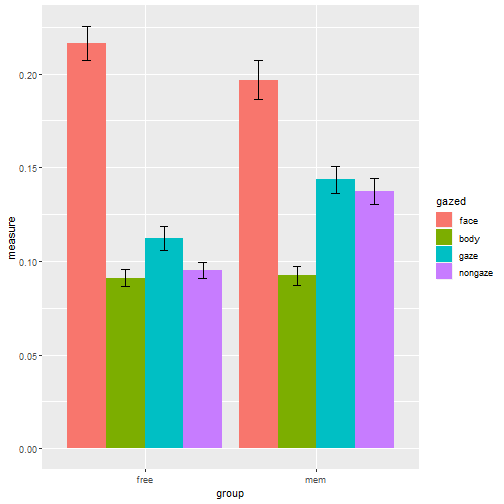 0.20
0.15
0.10
0.05
0.00
measure
free
mem
group
gazed
face
body
gaze
nongaze